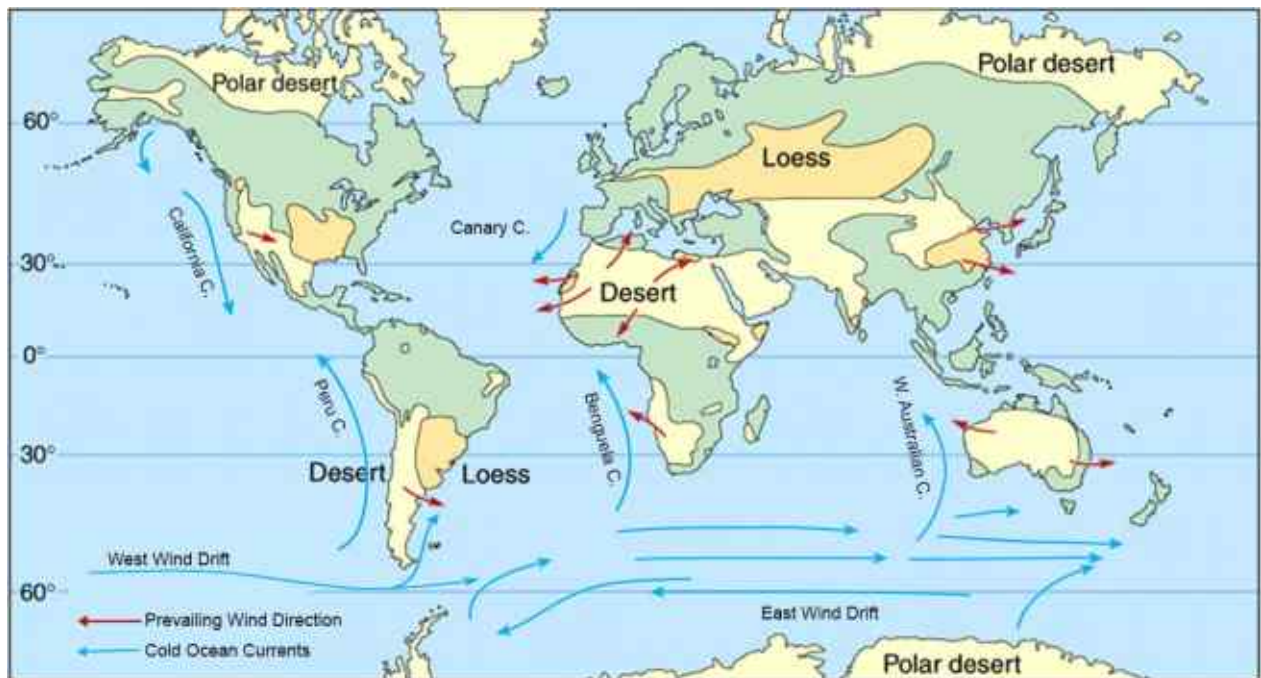 Polar desert
Polar desert
60°
Loess
California C.
Canary C.
30°
Desert
0°
Peru C.
Benguela C.
W. Australian C.
30°
Desert
Loess
West Wind Drift
60°
East Wind Drift
Prevailing Wind Direction
Cold Ocean Currents
Polar desert